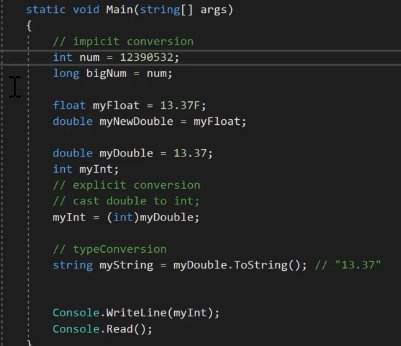 static void Main(string[] args)
{
// impicit conversion
int num = 12390532;
long bigNum = num;
float myFloat = 13.37F;
double myNewDouble = myFloat;
double myDouble = 13.37;
int myInt;
// explicit conversion
// cast double to int;
myInt = (int)myDouble;
// typeConversion
string myString = myDouble.ToString(); // "13.37"
Console.WriteLine(myInt);
Console.Read();
}